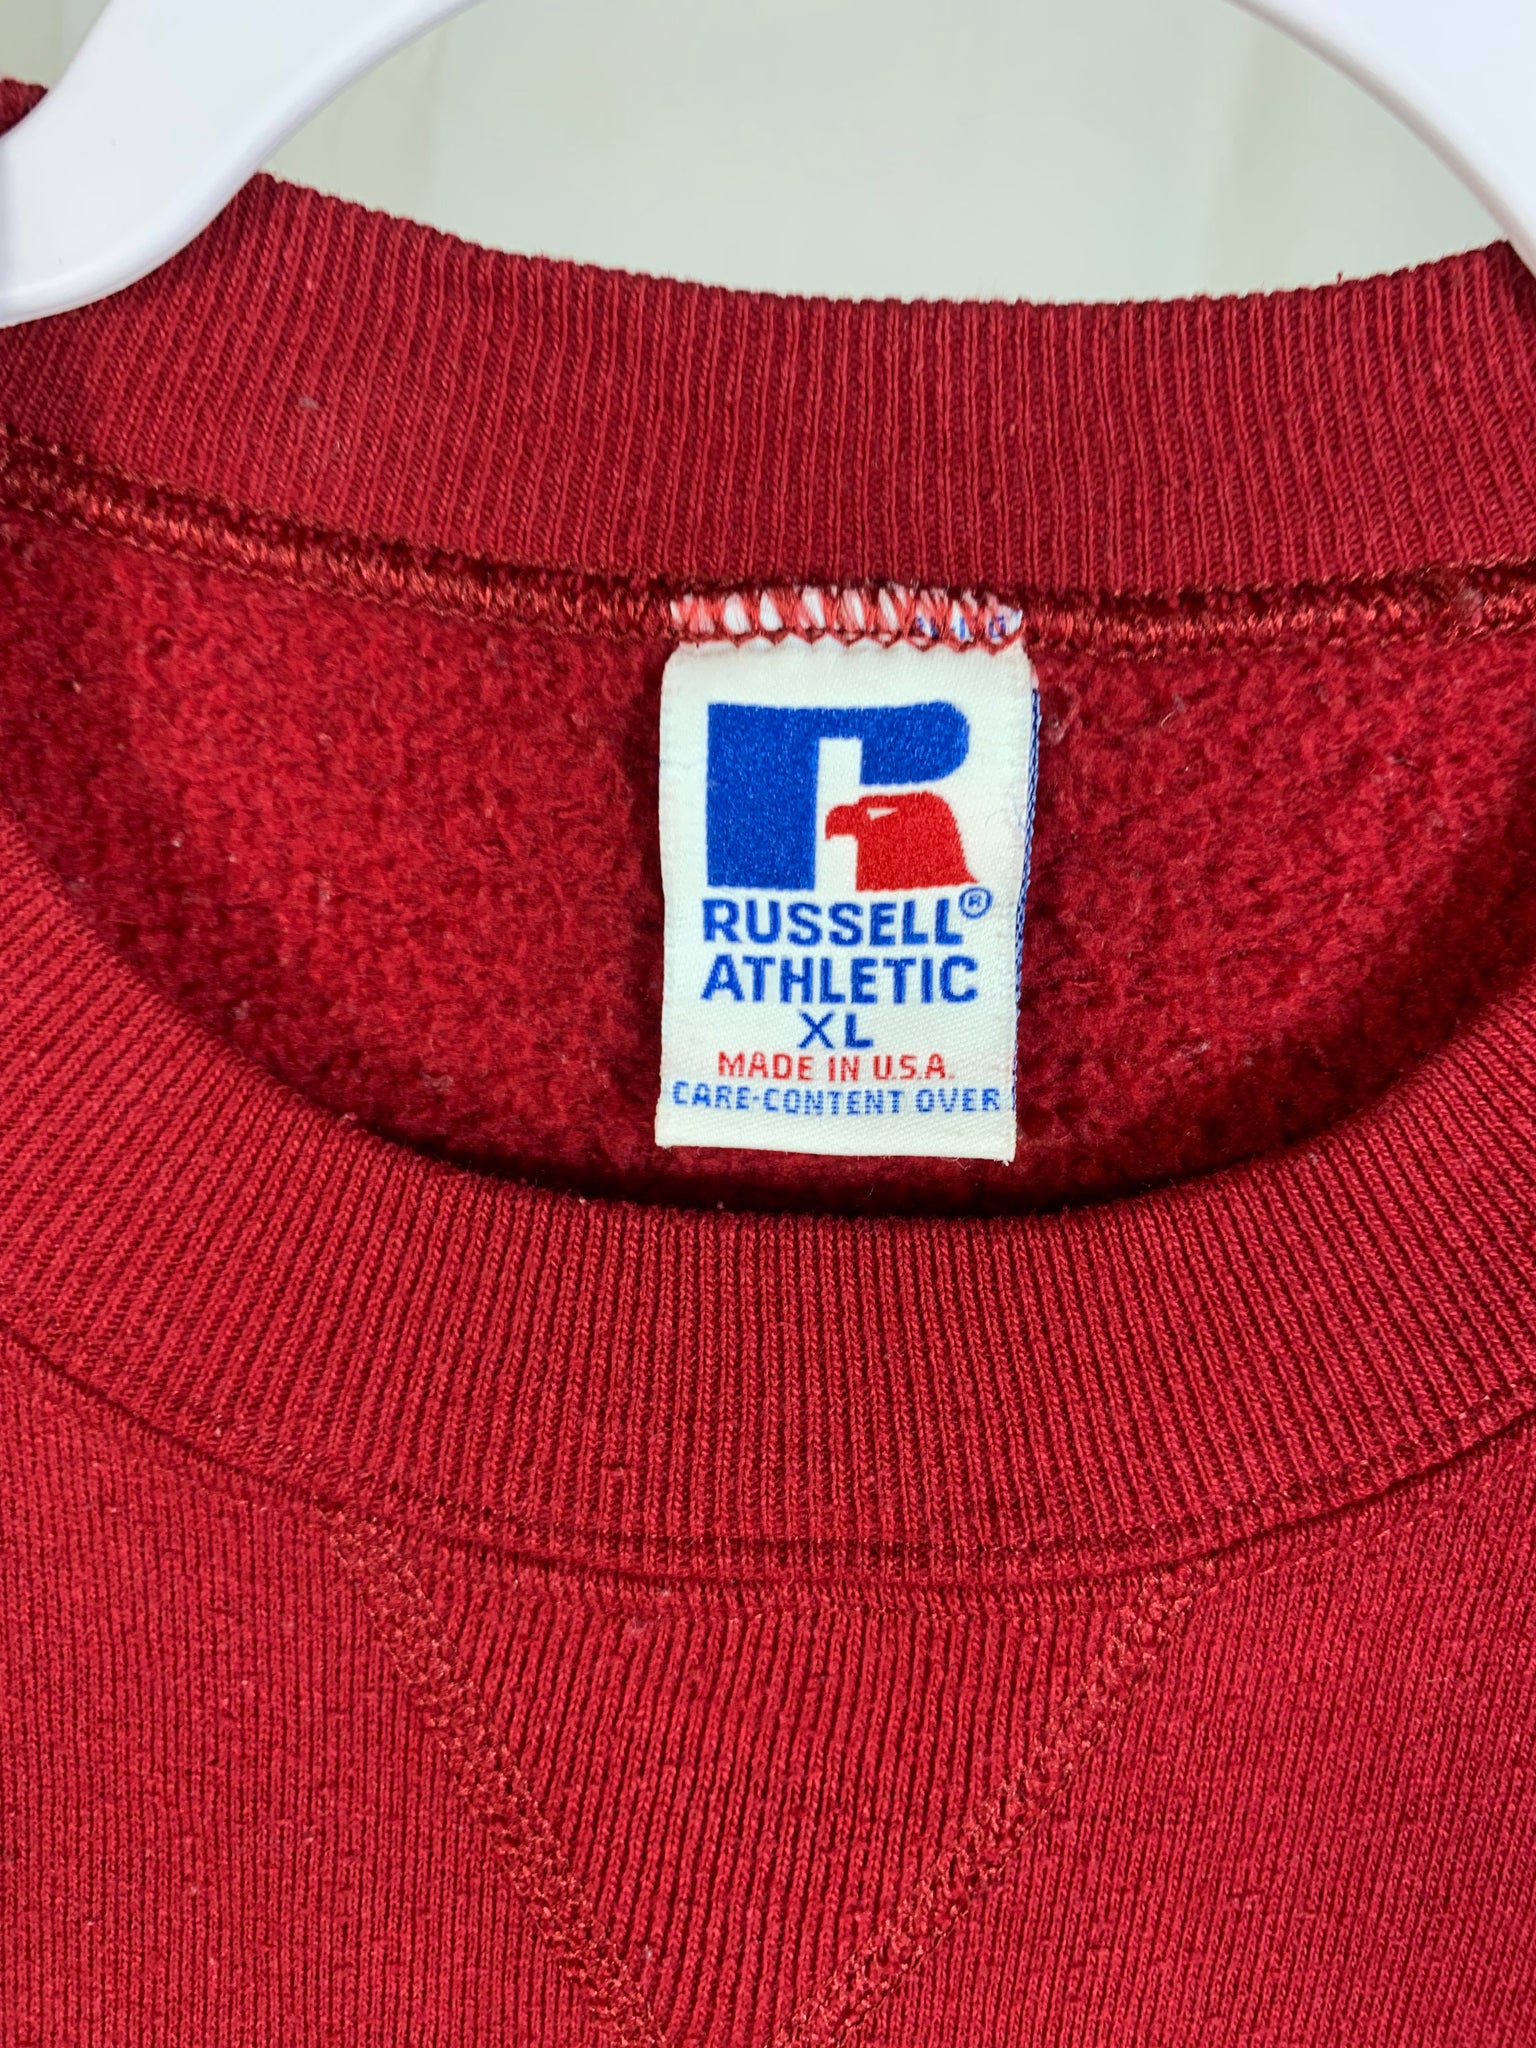 RUSSELL®
ATHLETIC
XL
MADE IN U.S.A.
CARE-CONTENT OVER